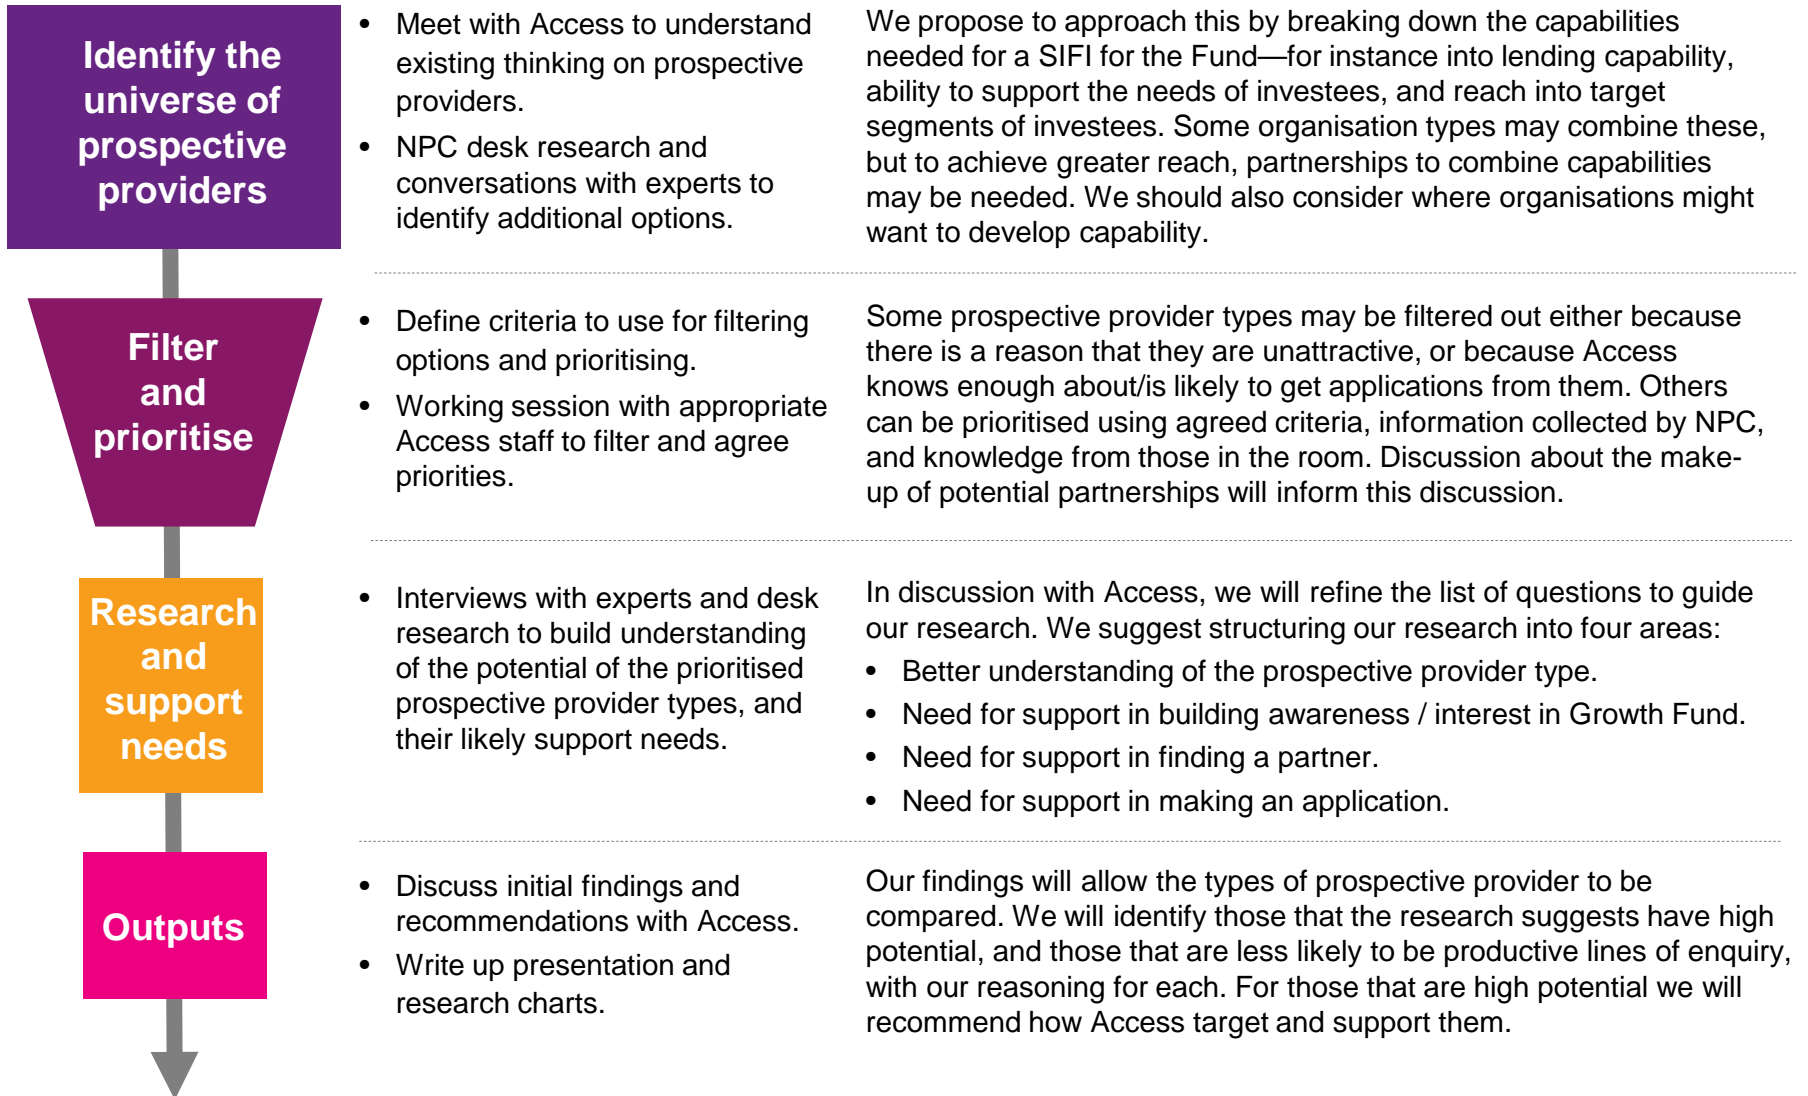 Identify the
universe of
prospective
providers
• Meet with Access to understand
existing thinking on prospective
providers.
• NPC desk research and
conversations with experts to
identify additional options.
We propose to approach this by breaking down the capabilities
needed for a SIFI for the Fund—for instance into lending capability,
ability to support the needs of investees, and reach into target
segments of investees. Some organisation types may combine these,
but to achieve greater reach, partnerships to combine capabilities
may be needed. We should also consider where organisations might
want to develop capability.
Filter
and
prioritise
• Define criteria to use for filtering
options and prioritising.
• Working session with appropriate
Access staff to filter and agree
priorities.
Some prospective provider types may be filtered out either because
there is a reason that they are unattractive, or because Access
knows enough about/is likely to get applications from them. Others
can be prioritised using agreed criteria, information collected by NPC,
and knowledge from those in the room. Discussion about the make-
up of potential partnerships will inform this discussion.
Research
and
support
needs
• Interviews with experts and desk
research to build understanding
of the potential of the prioritised
prospective provider types, and
their likely support needs.
In discussion with Access, we will refine the list of questions to guide
our research. We suggest structuring our research into four areas:
• Better understanding of the prospective provider type.
• Need for support in building awareness / interest in Growth Fund.
• Need for support in finding a partner.
• Need for support in making an application.
Outputs
• Discuss initial findings and
recommendations with Access.
• Write up presentation and
research charts.
Our findings will allow the types of prospective provider to be
compared. We will identify those that the research suggests have high
potential, and those that are less likely to be productive lines of enquiry,
with our reasoning for each. For those that are high potential we will
recommend how Access target and support them.